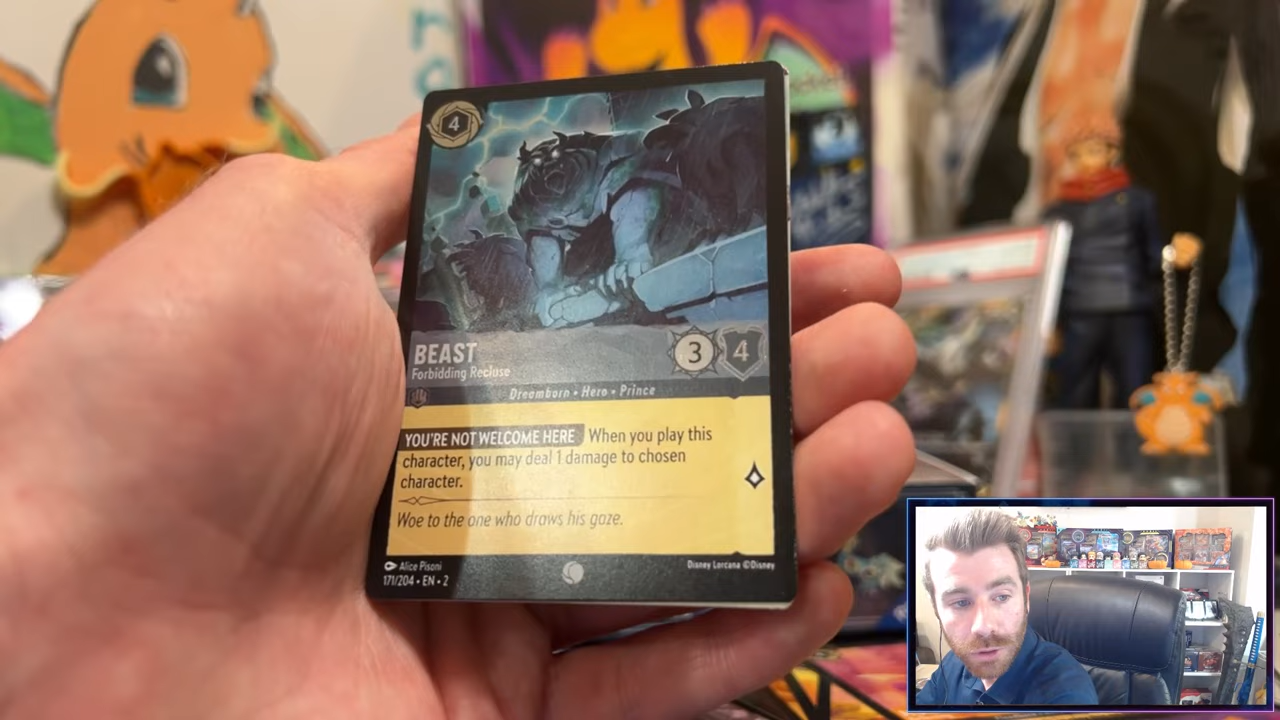 4
BEAST
Forbidding Recluse
3 4
Dreamborn • Hero • Prince
YOU'RE NOT WELCOME HERE When you play this
character, you may deal 1 damage to chosen
character.
Woe to the one who draws his gaze.
Alice Pisoni
171/204 • EN • 2
Disney Lorcana ©Disney